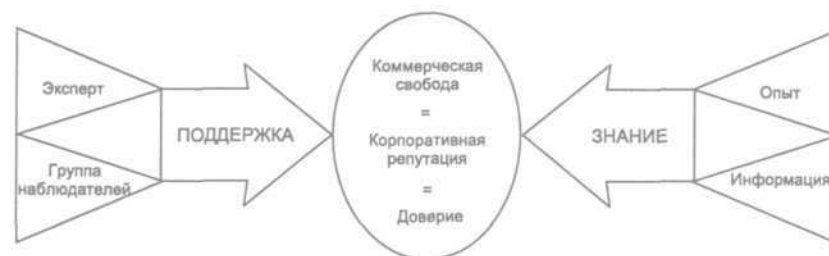 Эксперт
Группа
наблюдателей
ПОДДЕРЖКА
Коммерческая
свобода
=
Корпоративная
репутация
=
Доверие
ЗНАНИЕ
Опыт
Информация